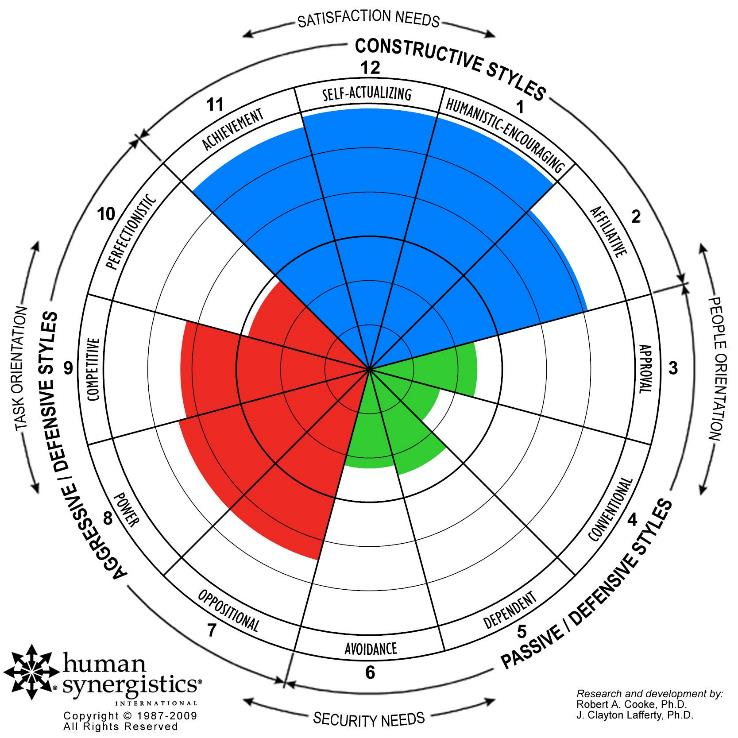 SATISFACTION NEEDS
CONSTRUCTIVE STYLES
12
SELF-ACTUALIZING
11
ACHIEVEMENT
1
HUMANISTIC-ENCOURAGING
10
PERFECTIONISTIC
2
AFFILIATIVE
TASK ORIENTATION
AGGRESSIVE / DEFENSIVE STYLES
9
COMPETITIVE
APPROVAL
3
PEOPLE ORIENTATION
8
POWER
CONVENTIONAL
4
PASSIVE / DEFENSIVE STYLES
7
OPPOSITIONAL
DEPENDENT
5
AVOIDANCE
6
SECURITY NEEDS
human
synergistics®
INTERNATIONAL
Copyright © 1987-2009
All Rights Reserved
Research and development by:
Robert A. Cooke, Ph.D.
J. Clayton Lafferty, Ph.D.